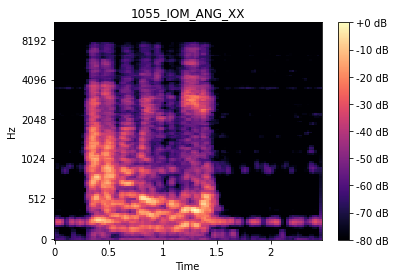 1055_IOM_ANG_XX
+0 dB
8192
-10 dB
4096
-20 dB
-30 dB
2048
Hz
-40 dB
1024
-50 dB
512
-60 dB
-70 dB
0
-80 dB
0 0.5 1 1.5 2
Time